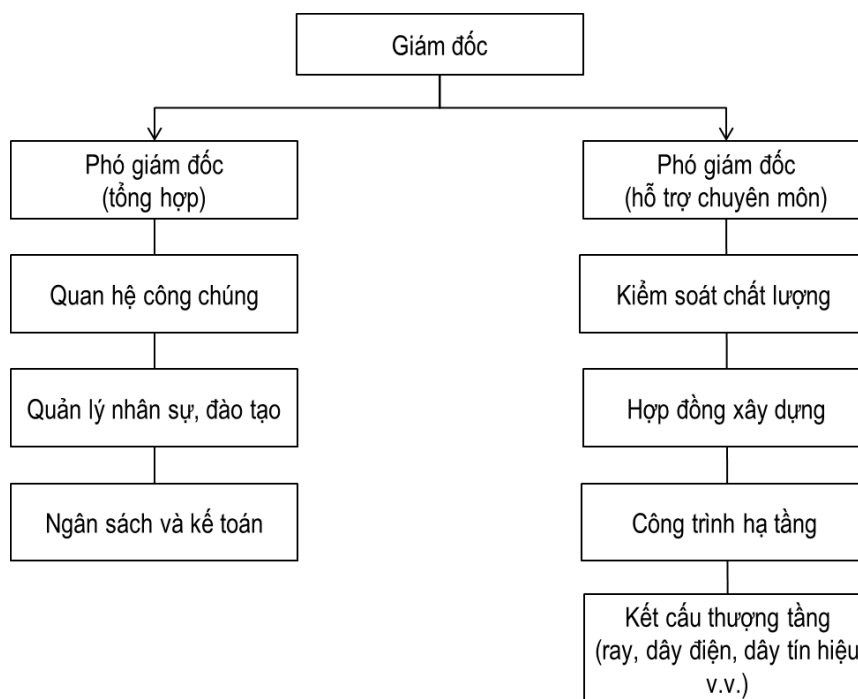 Giám đốc
Phó giám đốc
(tổng hợp)
Phó giám đốc
(hỗ trợ chuyên môn)
Quan hệ công chúng
Kiểm soát chất lượng
Quản lý nhân sự, đào tạo
Hợp đồng xây dựng
Ngân sách và kế toán
Công trình hạ tầng
Kết cấu thượng tầng
(ray, dây điện, dây tín hiệu
v.v.)